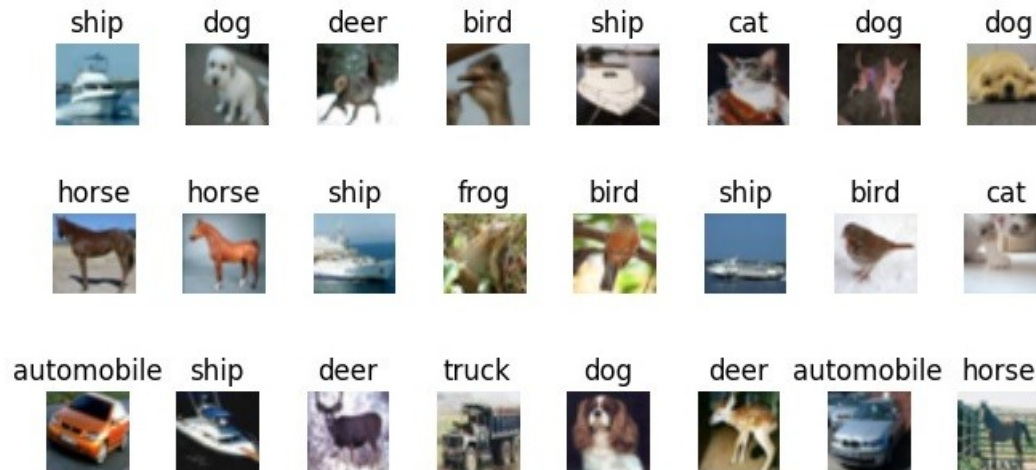 ship dog deer bird ship cat dog dog
horse horse ship frog bird ship bird cat
automobile ship deer truck dog deer automobile horse